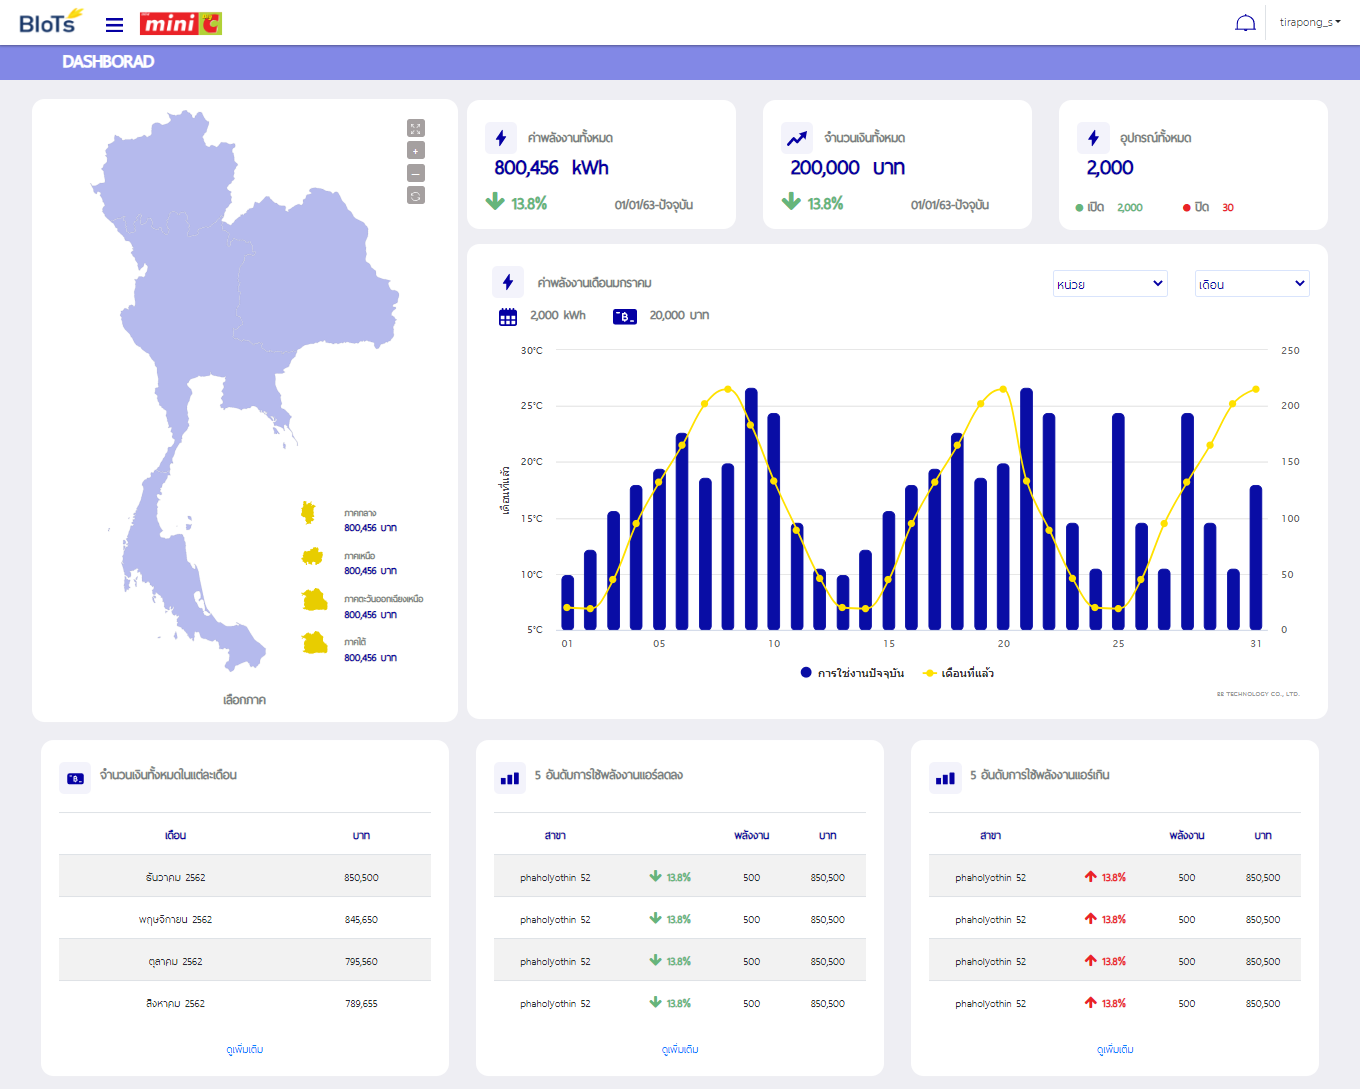 BIoTs
mini C
tirapong_s
DASHBORAD
ค่าพลังงานทั้งหมด
800,456 kWh
13.8%
01/01/63-ปัจจุบัน
จำนวนเงินทั้งหมด
200,000 บาท
13.8%
01/01/63-ปัจจุบัน
อุปกรณ์ทั้งหมด
2,000
เปิด 2,000
ปิด 30
ภาคกลาง
800,456 บาท
ภาคเหนือ
800,456 บาท
ภาคตะวันออกเฉียงเหนือ
800,456 บาท
ภาคใต้
800,456 บาท
เลือกภาค
ค่าพลังงานเดือนมกราคม
หน่วย
เดือน
2,000 kWh
20,000 บาท
30°C
25°C
20°C
15°C
10°C
5°C
เดือนที่แล้ว
250
200
150
100
50
0
01 05 10 15 20 25 31
การใช่งานปัจจุบัน
เดือนที่แล้ว
BE TECHNOLOGY CO., LTD.
จำนวนเงินทั้งหมดในแต่ละเดือน
เดือน บาท
ธันวาคม 2562 850,500
พฤษจิกายน 2562 845,650
ตุลาคม 2562 795,560
สิงหาคม 2562 789,655
ดูเพิ่มเติม
5 อันดับการใช้พลังงานแอร์ลดลง
สาขา พลังงาน บาท
phaholyothin 52 13.8% 500 850,500
phaholyothin 52 13.8% 500 850,500
phaholyothin 52 13.8% 500 850,500
phaholyothin 52 13.8% 500 850,500
ดูเพิ่มเติม
5 อันดับการใช้พลังงานแอร์เกิน
สาขา พลังงาน บาท
phaholyothin 52 13.8% 500 850,500
phaholyothin 52 13.8% 500 850,500
phaholyothin 52 13.8% 500 850,500
phaholyothin 52 13.8% 500 850,500
ดูเพิ่มเติม